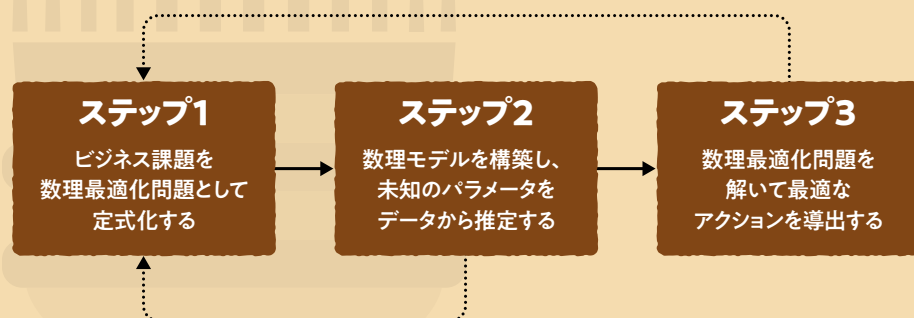 ステップ1
ビジネス課題を
数理最適化問題として
定式化する
ステップ2
数理モデルを構築し、
未知のパラメータを
データから推定する
ステップ3
数理最適化問題を
解いて最適な
アクションを導出する